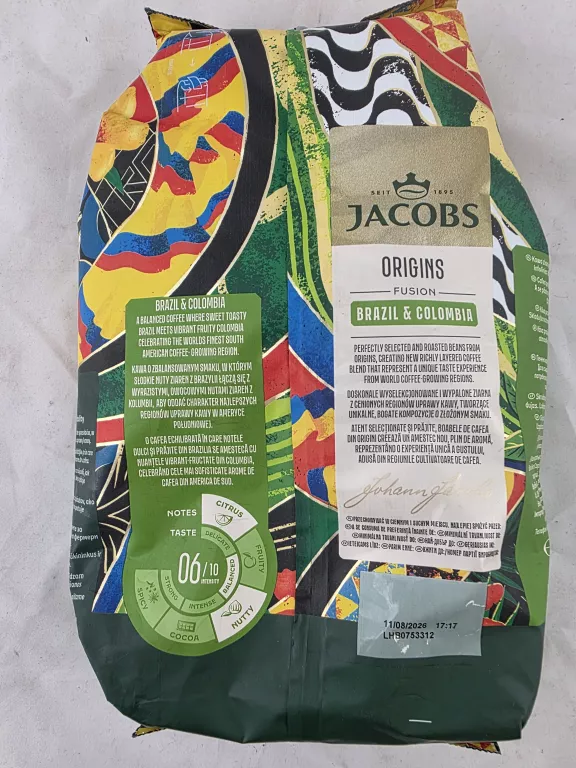 SEIT 1895
JACOBS
ORIGINS
FUSION
BRAZIL & COLOMBIA
PERFECTLY SELECTED AND ROASTED BEANS FROM
ORIGINS, CREATING NEW RICHLY LAYERED COFFEE
BLEND THAT REPRESENT A UNIQUE TASTE EXPERIENCE
FROM WORLD COFFEE-GROWING REGIONS.
DOSKONALE WYSELEKCJONOWANE I WYPALONE ZIARNA
Z CENIONYCH REGIONÓW UPRAWY KAWY, TWORZĄCE
UNIKALNE, BOGATE KOMPOZYCJE O ZŁOŻONYM SMAKU.
ATENT SELECȚIONATE ȘI PRĂJITE, BOABELE DE CAFEA
DIN ORIGIN CREEAZĂ UN AMESTEC NOU, PLIN DE AROMĂ,
REPREZENTÂND O EXPERIENȚĂ UNICĂ A GUSTULUI,
ADUSĂ DIN REGIUNILE CULTIVATOARE DE CAFEA.
Johann
11/08/2026 17:17
LHB0753312
BRAZIL & COLOMBIA
A BALANCED COFFEE WHERE SWEET TOASTY
BRAZIL MEETS VIBRANT FRUITY COLOMBIA
CELEBRATING THE WORLDS FINEST SOUTH
AMERICAN COFFEE-GROWING REGION.
KAWA O ZBALANSOWANYM SMAKU, W KTÓRYM
SŁODKIE NUTY ZIAREN Z BRAZYLII ŁĄCZĄ SIĘ Z
WYRAZISTYMI, OWOCOWYMI NUTAMI ZIAREN Z
KOLUMBII, ABY ODDAĆ CHARAKTER NAJLEPSZYCH
REGIONÓW UPRAWY KAWY W AMERYCE
POŁUDNIOWEJ.
O CAFEA ECHILIBRATĂ ÎN CARE NOTELE
DULCI ȘI PRĂJITE DIN BRAZILIA SE AMESTECĂ CU
NUANȚELE VIBRANT-FRUCTATE DIN COLUMBIA,
CELEBRÂND CELE MAI SOFISTICATE AROME DE
CAFEA DIN AMERICA DE SUD.
NOTES
TASTE
CITRUS
FRUITY
NUTTY
COCOA
SPICY
DELICATE
BALANCED
INTENSE
STRONG
06/10
INTENSITY